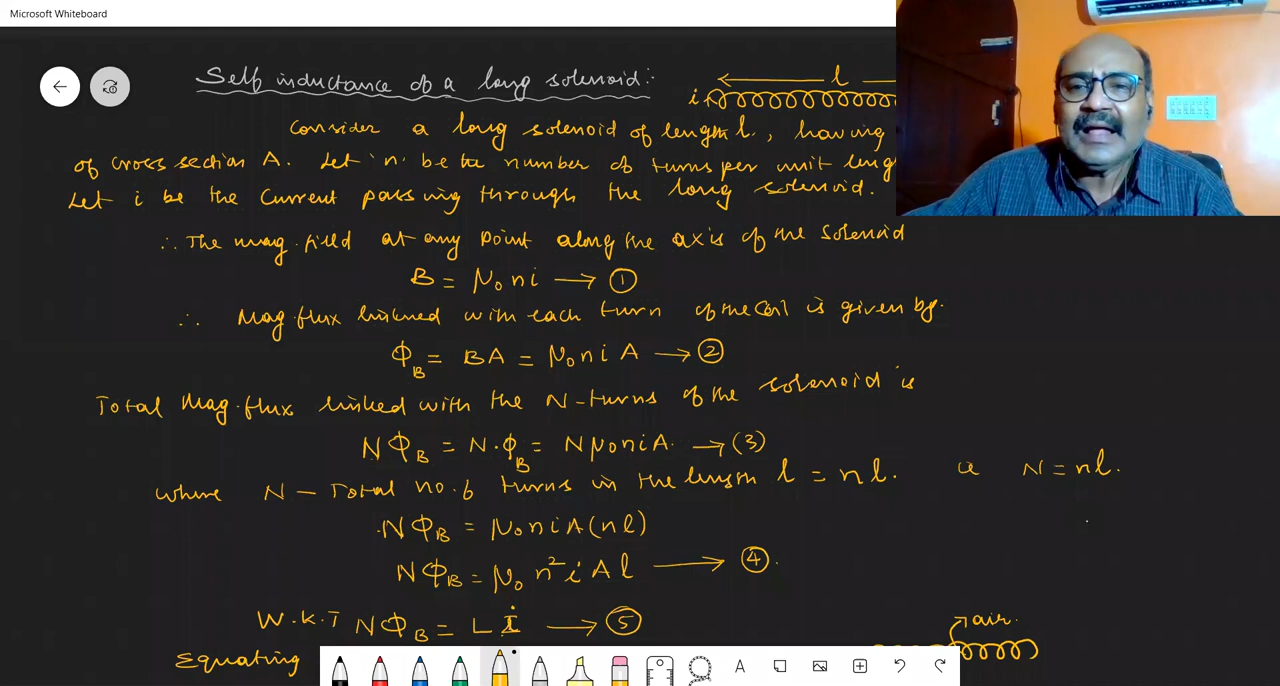 Microsoft Whiteboard
Self inductance of a long solenoid:-
l
i
Consider a long solenoid of length l., having
of cross section A. Let 'n' be the number of turns per unit leng
Let i be the current passing through the long solenoid.
∴ The mag. field at any point along the axis of the solenoid
B = μ₀ni → ①
∴ Mag. flux linked with each turn of the coil is given by.
Φ_B = BA = μ₀niA → ②
Total Mag. flux linked with the N-turns of the solenoid is
NΦ_B = N.Φ_B = Nμ₀niA. → (3)
where N – Total no. of turns in the length l = nl. ie N = nl.
NΦ_B = μ₀niA(nl)
NΦ_B = μ₀n²iAl → ④.
W.K.T NΦ_B = Li → ⑤
air.
Equating
A